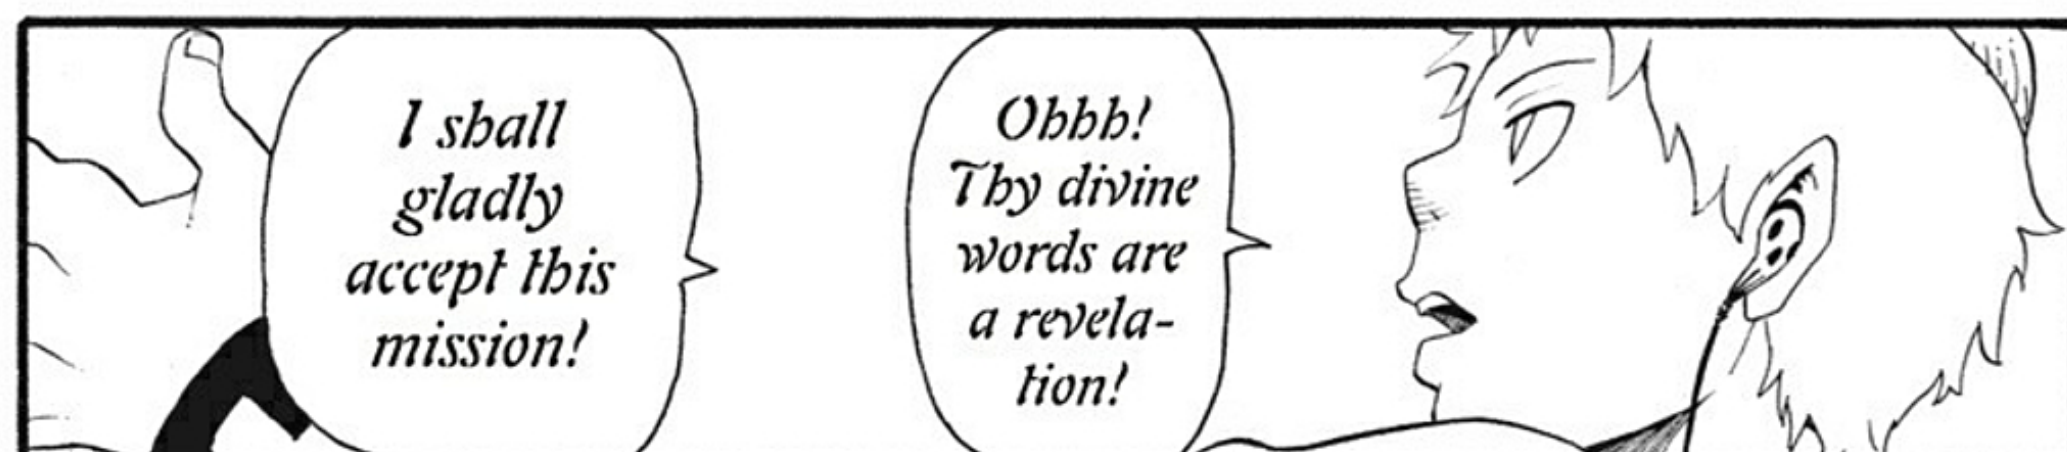 Ohhh!
Thy divine
words are
a revela-
tion!
I shall
gladly
accept this
mission!